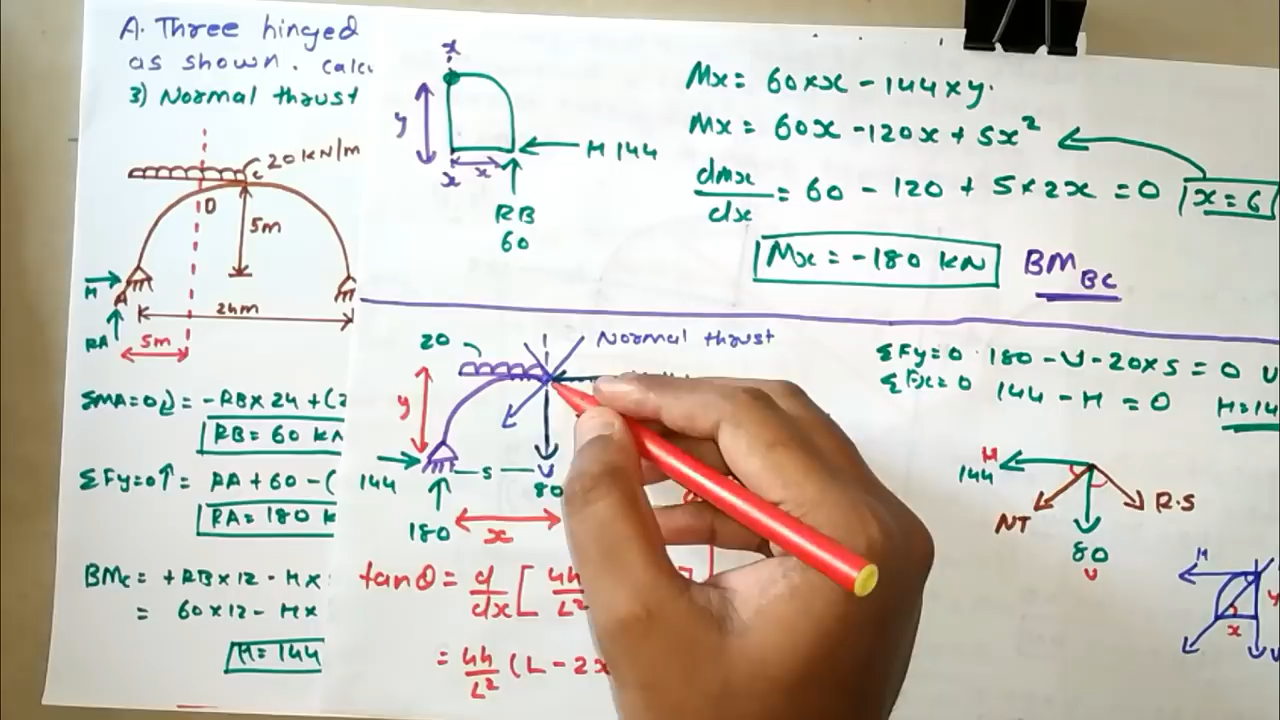 A. Three hinged
as shown.
3) Normal thrust
20 kN/m
C
D
5m
H
A
RA
24m
5m
ΣMA=0↻ = -RB×24 +(2
RB = 60 kN
ΣFy=0↑ = RA + 60 - (
RA = 180 k
BMc = +RB×12 - H×
= 60×12 - H×
H = 144
x
y
x
x
H 144
RB
60
Mx = 60×x - 144×y.
Mx = 60x - 120x + 5x²
dMx/dx = 60 - 120 + 5×2x = 0
x = 6
Mx = -180 kN
BM BC
20
Normal thrust
y
144
5
V
80
180
x
tanθ = d/dx [ 4h/L²
= 4h/L² (L - 2x
ΣFy=0 180 - V - 20×5 = 0 V
ΣFx=0 144 - H = 0 H=14
H
144
NT
R.S
80
V
H
y
x